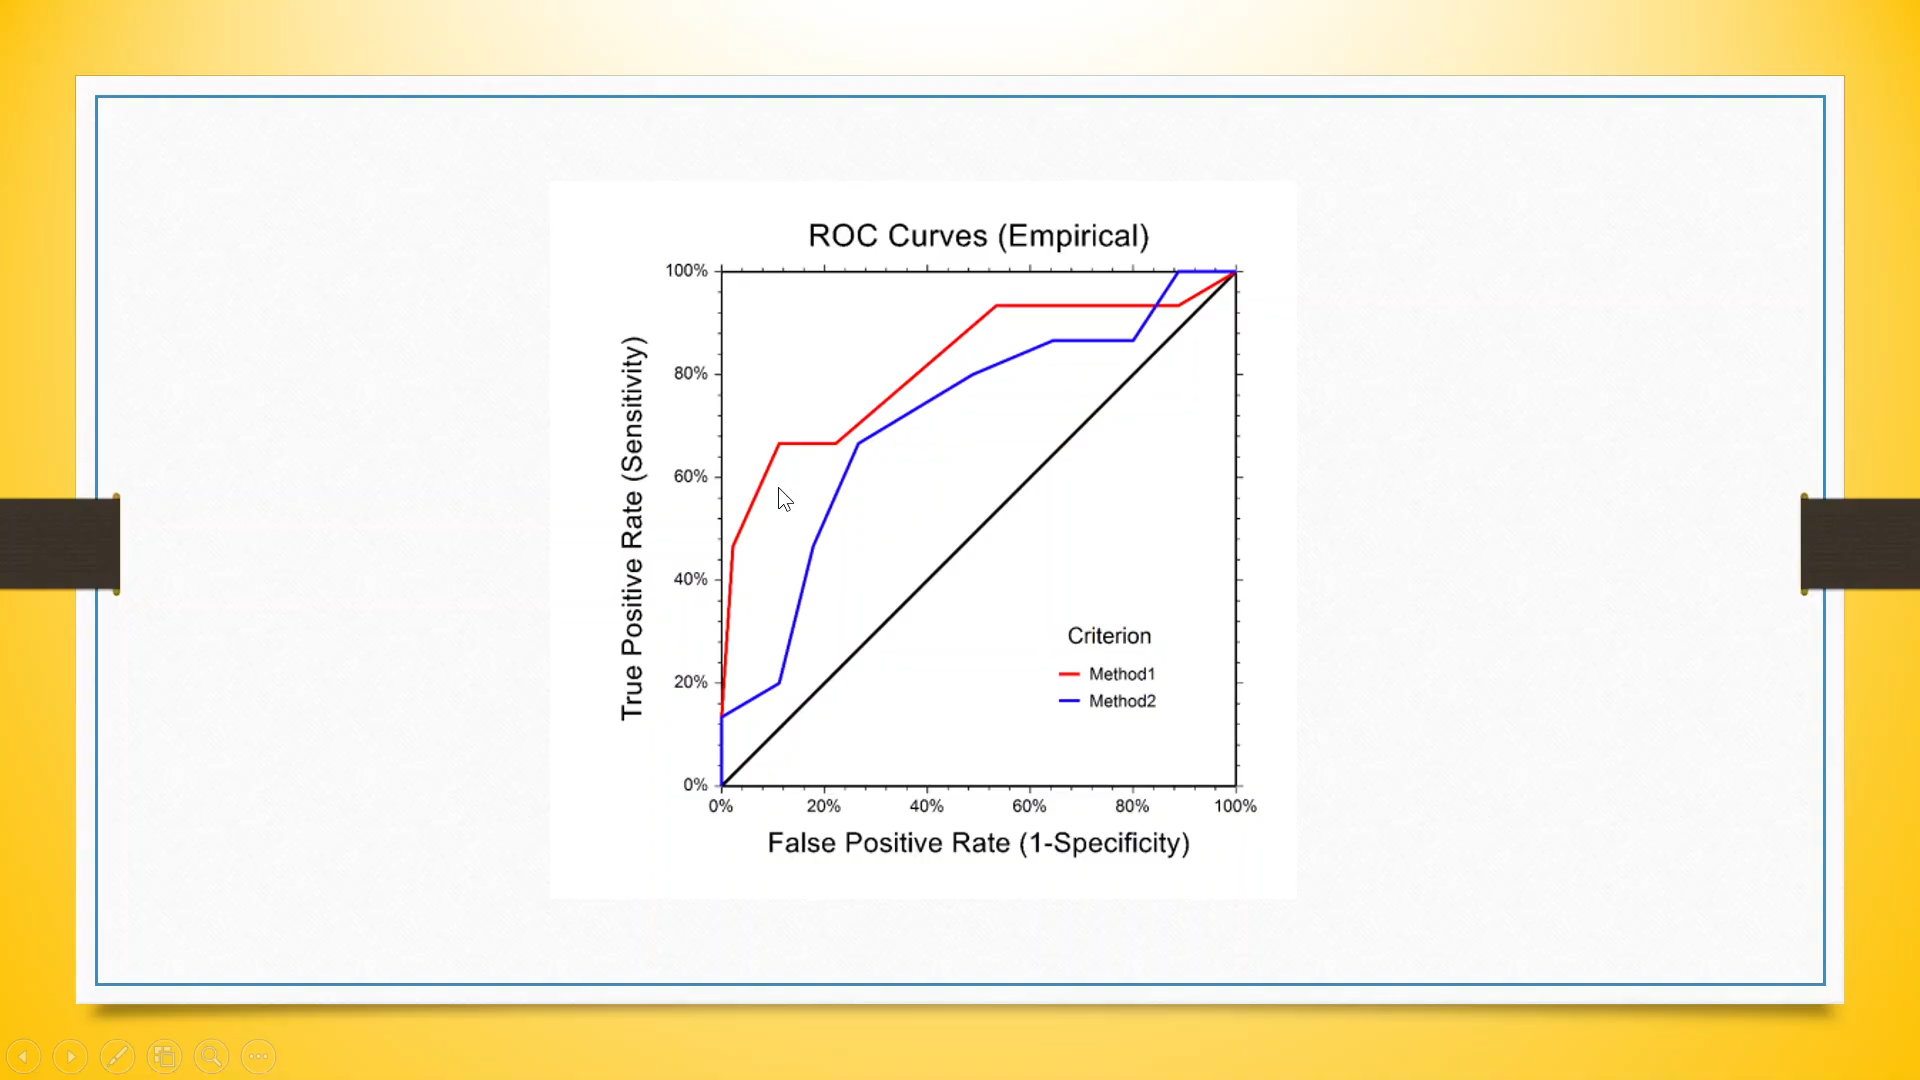 ROC Curves (Empirical)
100%
80%
60%
40%
20%
0%
True Positive Rate (Sensitivity)
Criterion
Method1
Method2
0% 20% 40% 60% 80% 100%
False Positive Rate (1-Specificity)